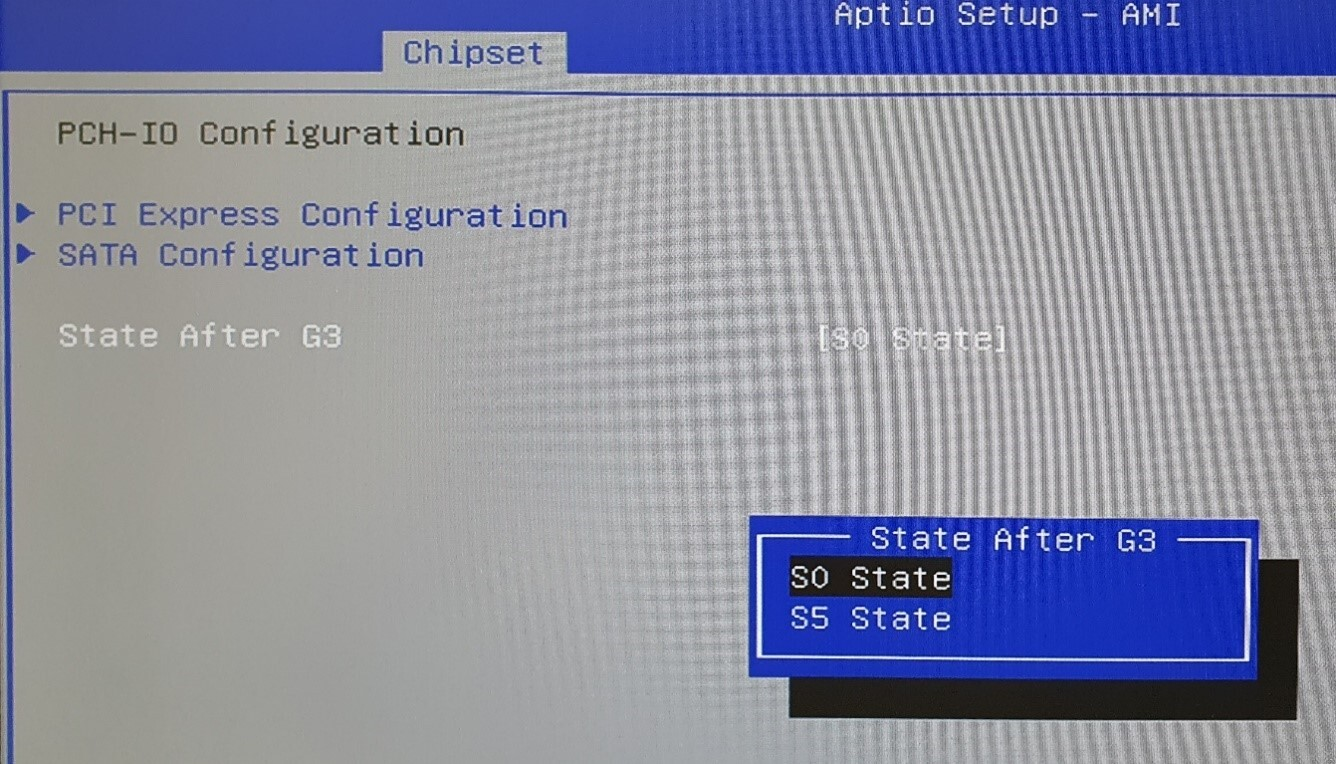 Aptio Setup - AMI
Chipset
PCH-IO Configuration
PCI Express Configuration
SATA Configuration
State After G3 [S0 State]
State After G3
S0 State
S5 State